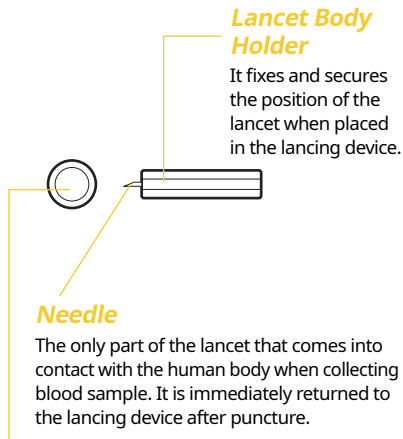 Lancet Body
Holder
It fixes and secures
the position of the
lancet when placed
in the lancing device.
Needle
The only part of the lancet that comes into
contact with the human body when collecting
blood sample. It is immediately returned to
the lancing device after puncture.